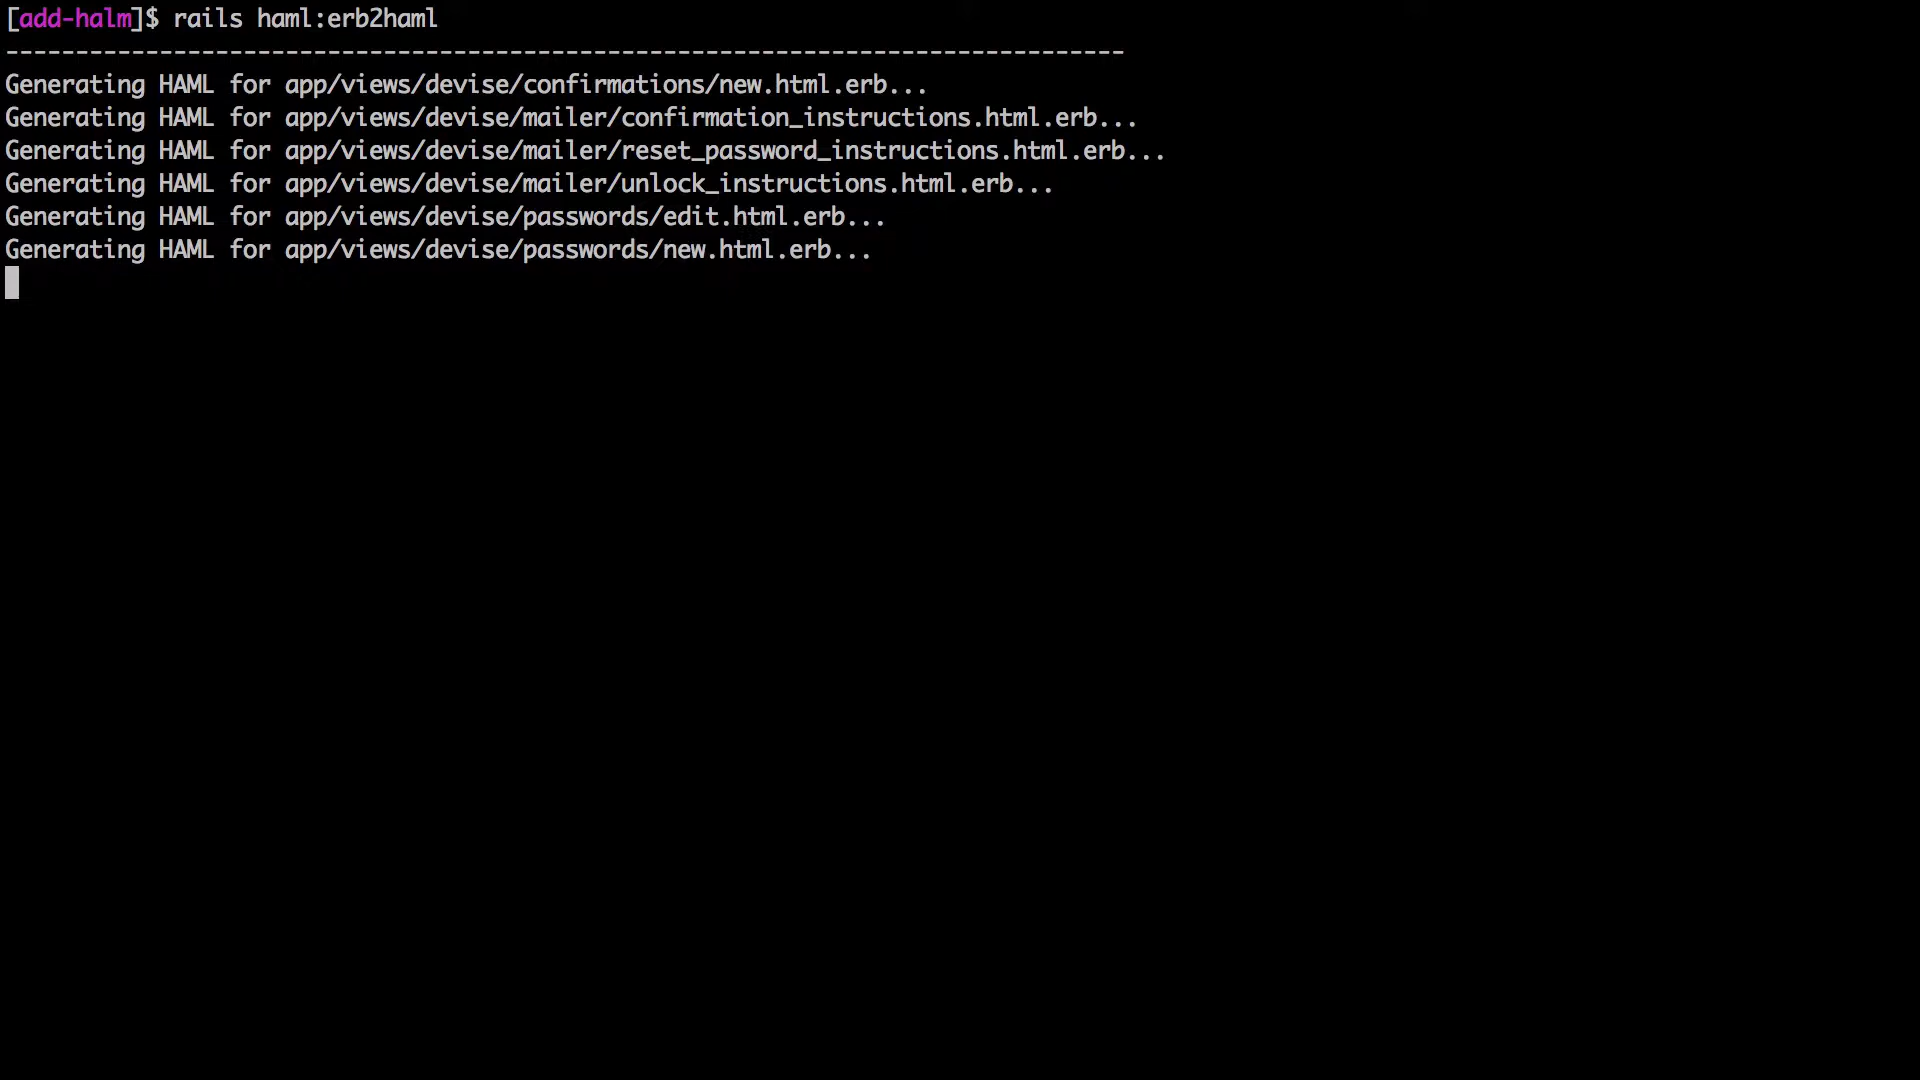 [add-halm]$ rails haml:erb2haml
--------------------------------------------------------------------------------
Generating HAML for app/views/devise/confirmations/new.html.erb...
Generating HAML for app/views/devise/mailer/confirmation_instructions.html.erb...
Generating HAML for app/views/devise/mailer/reset_password_instructions.html.erb...
Generating HAML for app/views/devise/mailer/unlock_instructions.html.erb...
Generating HAML for app/views/devise/passwords/edit.html.erb...
Generating HAML for app/views/devise/passwords/new.html.erb...